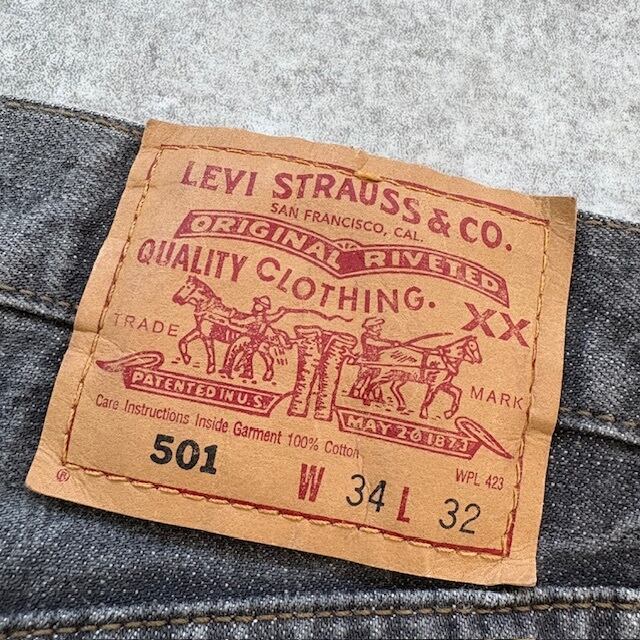 LEVI STRAUSS & CO.
SAN FRANCISCO, CAL.
ORIGINAL RIVETED
QUALITY CLOTHING.
XX
TRADE MARK
PATENTED IN U.S. MAY 20 1873
Care Instructions Inside Garment 100% Cotton
WPL 423
501 W 34 L 32
®